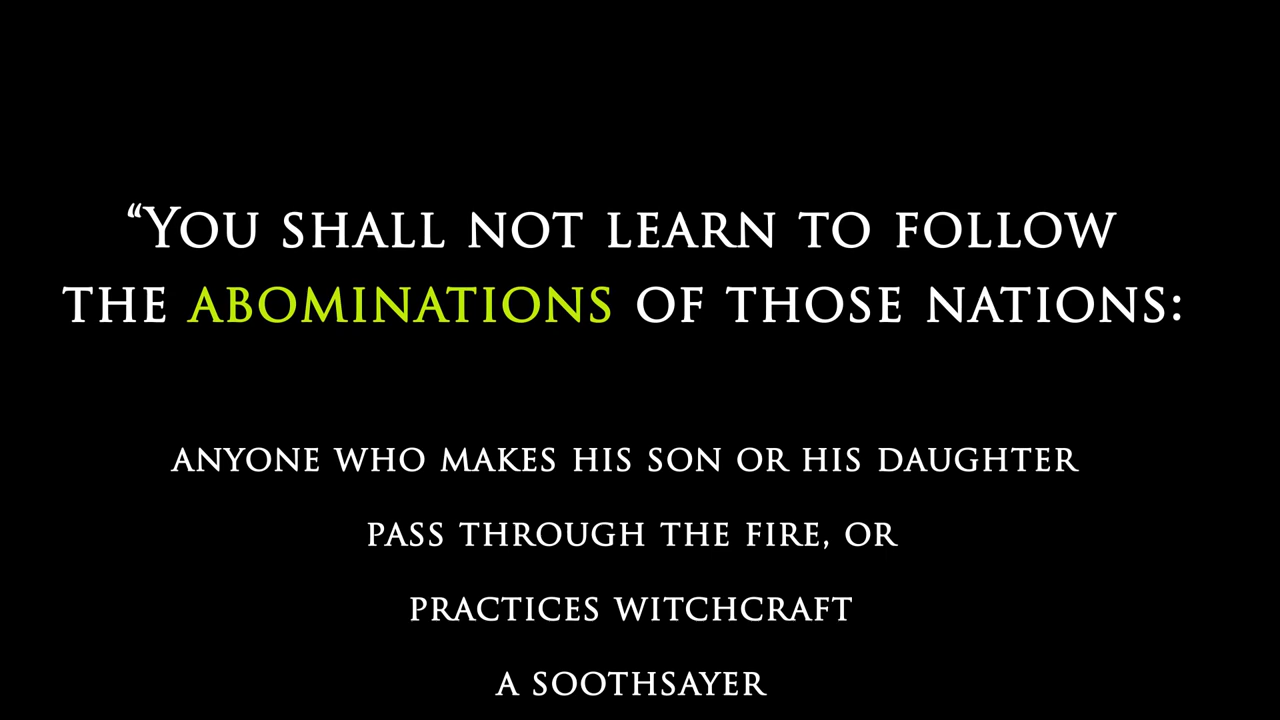 “You shall not learn to follow
the abominations of those nations:
anyone who makes his son or his daughter
pass through the fire, or
practices witchcraft
a soothsayer